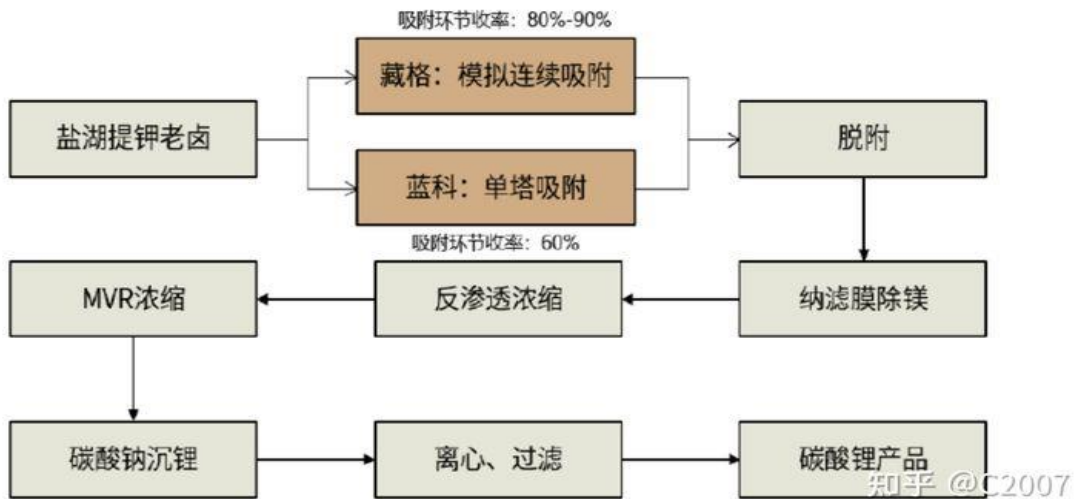 吸附环节收率：80%-90%
藏格：模拟连续吸附
盐湖提钾老卤
脱附
蓝科：单塔吸附
吸附环节收率：60%
MVR浓缩
反渗透浓缩
纳滤膜除镁
碳酸钠沉锂
离心、过滤
碳酸锂产品
知乎 @C2007